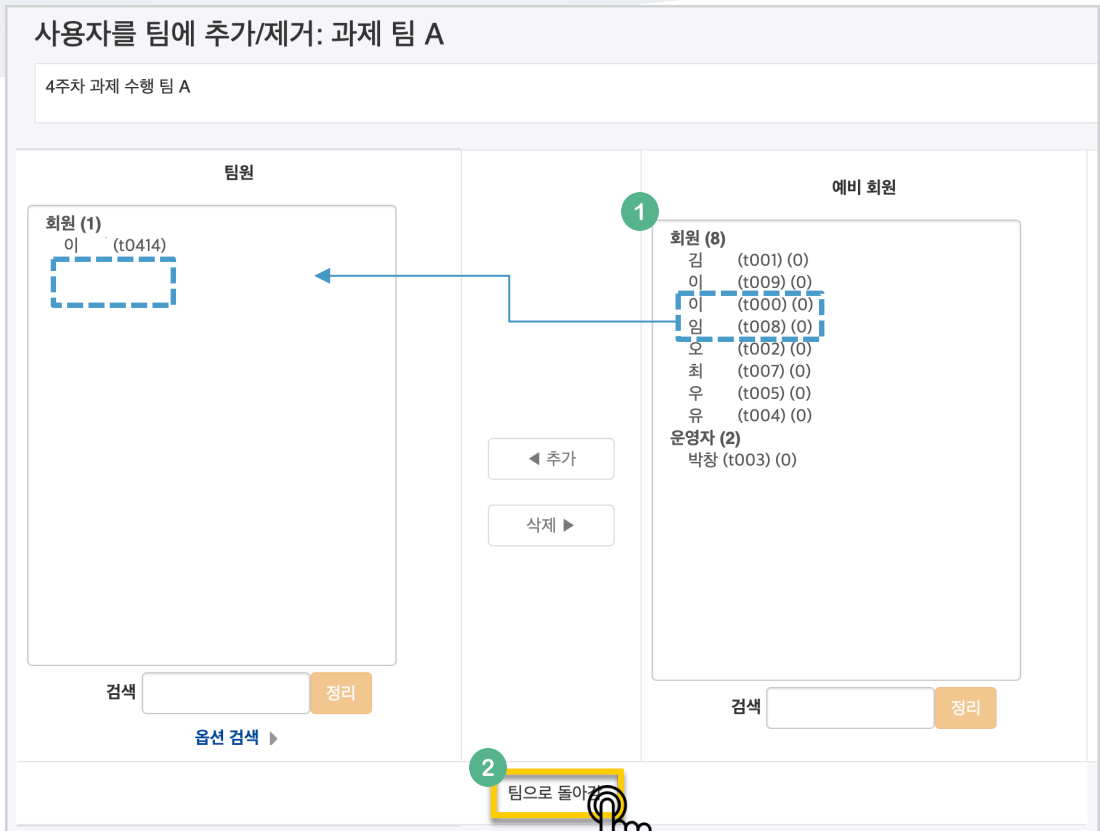 사용자를 팀에 추가/제거: 과제 팀 A
4주차 과제 수행 팀 A
팀원
회원 (1)
이 (t0414)
검색 정리
옵션 검색 ▶
◀ 추가
삭제 ▶
1
예비 회원
회원 (8)
김 (t001) (0)
이 (t009) (0)
이 (t000) (0)
임 (t008) (0)
오 (t002) (0)
최 (t007) (0)
우 (t005) (0)
유 (t004) (0)
운영자 (2)
박창 (t003) (0)
검색 정리
2
팀으로